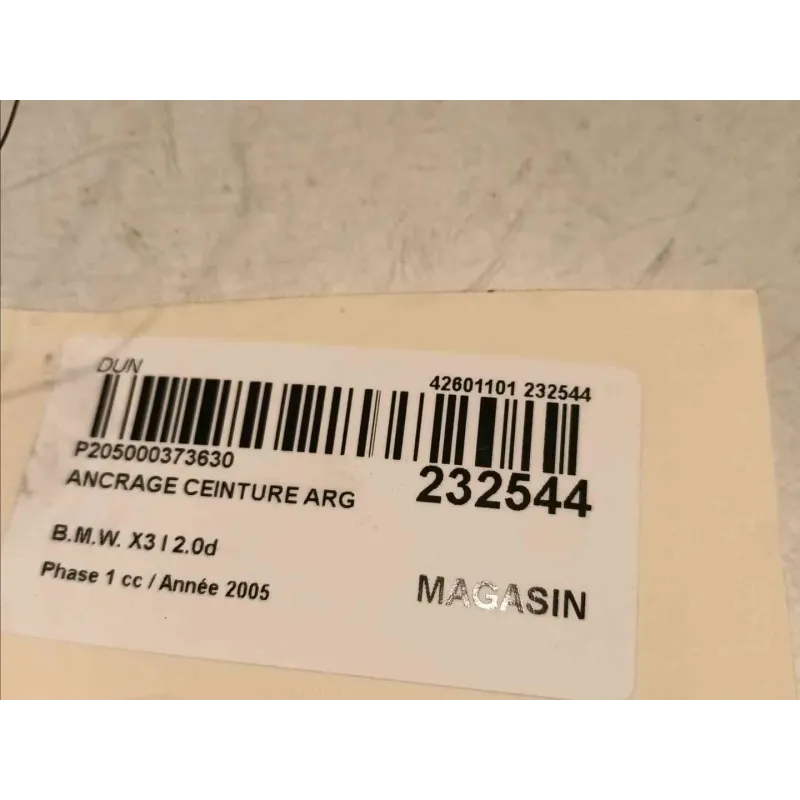 DUN
42601101 232544
P205000373630
232544
ANCRAGE CEINTURE ARG
B.M.W. X3 I 2.0d
Phase 1 cc / Année 2005
MAGASIN